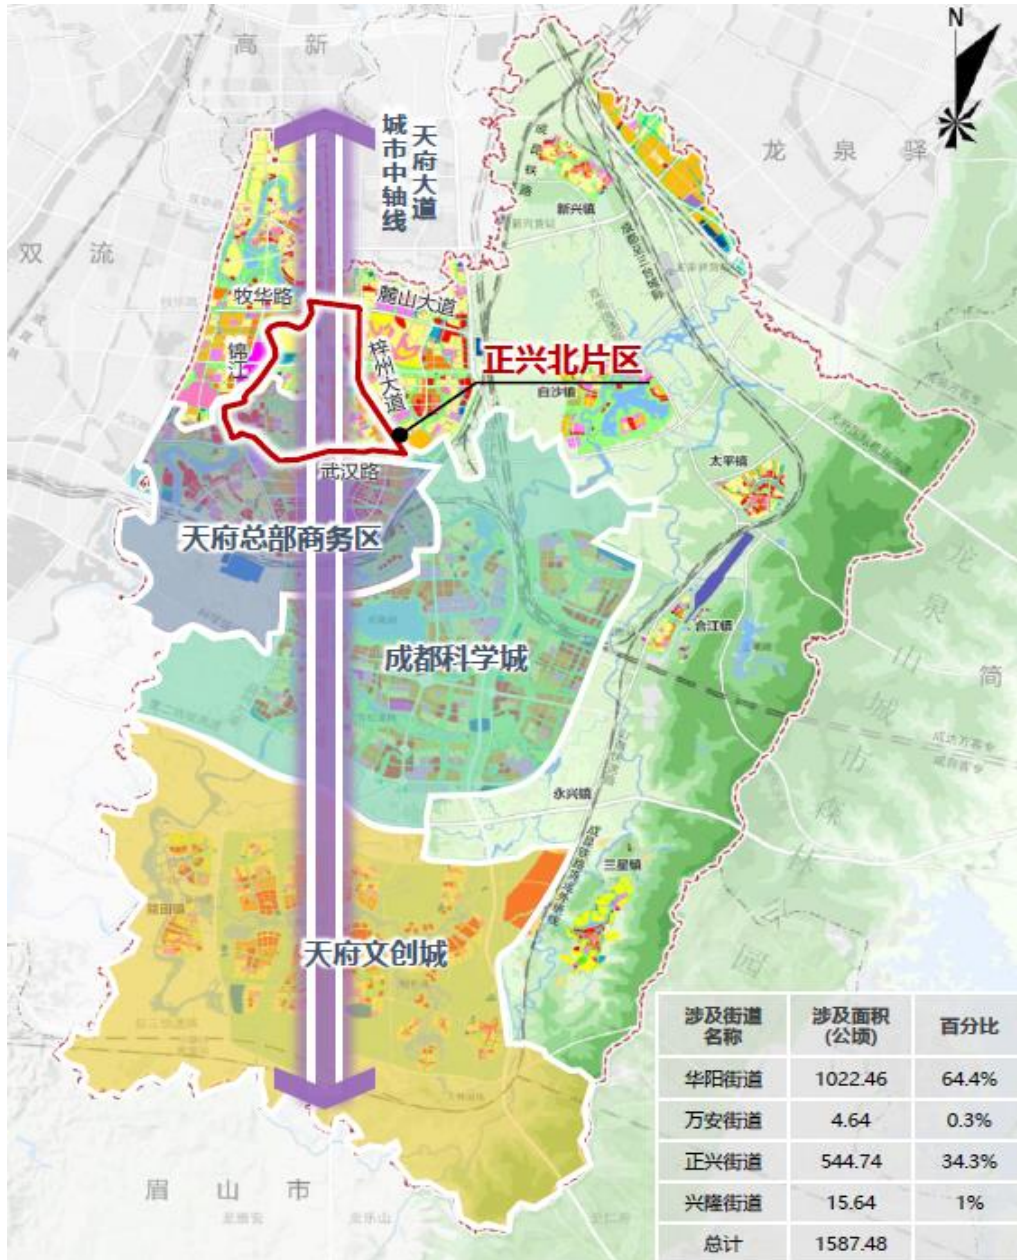 N
高新
天府大道
城市中轴线
龙泉驿
成昆铁路
新兴镇
双流
牧华路
麓山大道
锦江
梓州大道
正兴北片区
白沙镇
武汉路
太平镇
天府总部商务区
合江镇
成都科学城
龙泉山城市森林公园
简
永兴镇
三星镇
天府文创城
眉山市
涉及街道名称 涉及面积(公顷) 百分比
华阳街道 1022.46 64.4%
万安街道 4.64 0.3%
正兴街道 544.74 34.3%
兴隆街道 15.64 1%
总计 1587.48